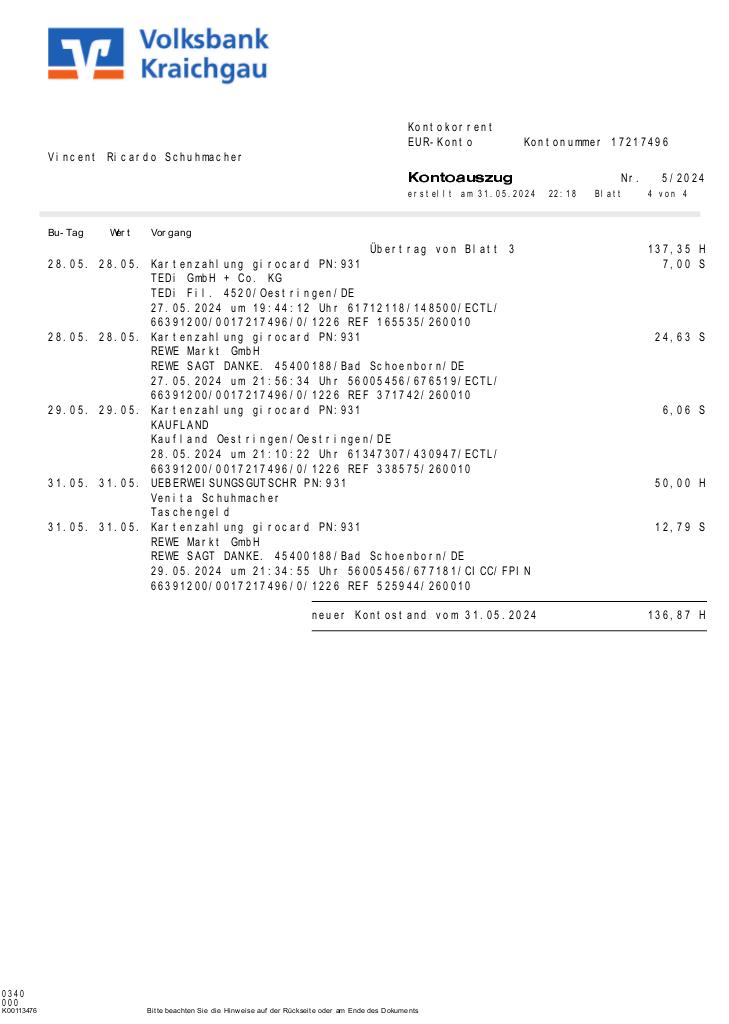 Volksbank
Kraichgau
Kontokorrent
EUR-Konto Kontonummer 17217496
Vincent Ricardo Schuhmacher
Kontoauszug Nr. 5/2024
erstellt am 31.05.2024 22:18 Blatt 4 von 4
Bu-Tag Wert Vorgang
Übertrag von Blatt 3 137,35 H
28.05. 28.05. Kartenzahlung girocard PN:931 7,00 S
TEDi GmbH + Co. KG
TEDi Fil. 4520/Oestringen/DE
27.05.2024 um 19:44:12 Uhr 61712118/148500/ECTL/
66391200/0017217496/0/1226 REF 165535/260010
28.05. 28.05. Kartenzahlung girocard PN:931 24,63 S
REWE Markt GmbH
REWE SAGT DANKE. 45400188/Bad Schoenborn/DE
27.05.2024 um 21:56:34 Uhr 56005456/676519/ECTL/
66391200/0017217496/0/1226 REF 371742/260010
29.05. 29.05. Kartenzahlung girocard PN:931 6,06 S
KAUFLAND
Kaufland Oestringen/Oestringen/DE
28.05.2024 um 21:10:22 Uhr 61347307/430947/ECTL/
66391200/0017217496/0/1226 REF 338575/260010
31.05. 31.05. UEBERWEISUNGSGUTSCHR PN:931 50,00 H
Venita Schuhmacher
Taschengeld
31.05. 31.05. Kartenzahlung girocard PN:931 12,79 S
REWE Markt GmbH
REWE SAGT DANKE. 45400188/Bad Schoenborn/DE
29.05.2024 um 21:34:55 Uhr 56005456/677181/CICC/FPIN
66391200/0017217496/0/1226 REF 525944/260010
neuer Kontostand vom 31.05.2024 136,87 H
0340
000
K00113476 Bitte beachten Sie die Hinweise auf der Rückseite oder am Ende des Dokuments